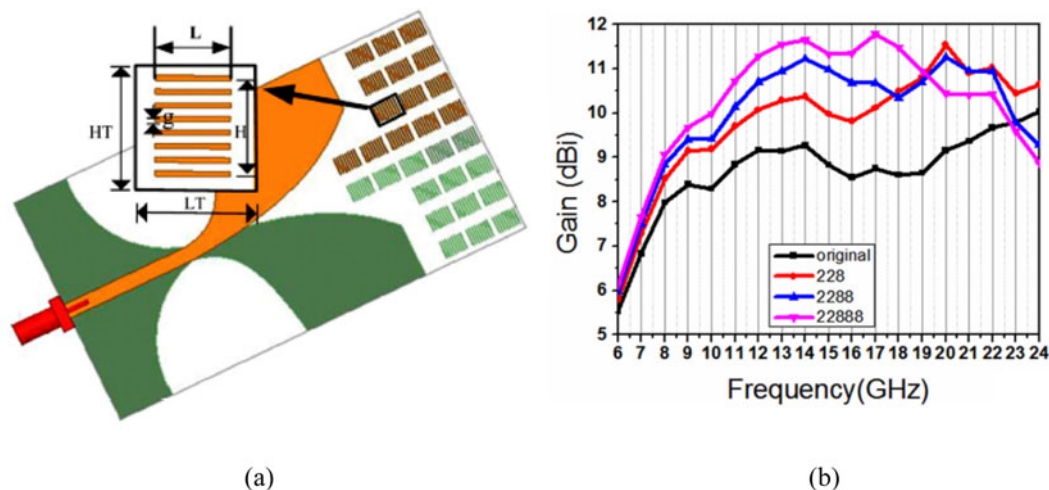 L
HT
g
H
LT
(a)
12
11
10
9
8
7
6
5
Gain (dBi)
original
228
2288
22888
6 7 8 9 10 11 12 13 14 15 16 17 18 19 20 21 22 23 24
Frequency(GHz)
(b)